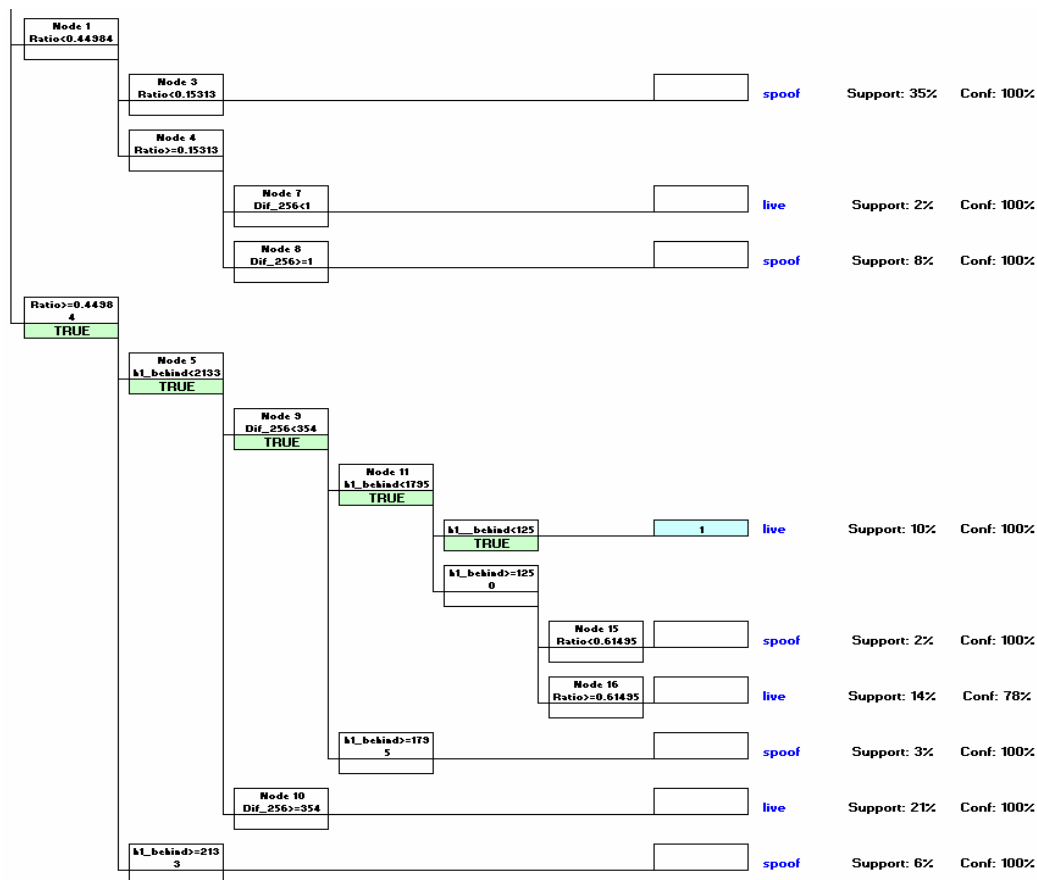 Node 1
Ratio<0.44984
Node 3
Ratio<0.15313
spoof Support: 35% Conf: 100%
Node 4
Ratio>=0.15313
Node 7
Dif_256<1
live Support: 2% Conf: 100%
Node 8
Dif_256>=1
spoof Support: 8% Conf: 100%
Ratio>=0.4498
4
TRUE
Node 5
h1_behind<2133
TRUE
Node 9
Dif_256<354
TRUE
Node 11
h1_behind<1795
TRUE
h1__behind<125
TRUE
1
live Support: 10% Conf: 100%
h1_behind>=125
0
Node 15
Ratio<0.61495
spoof Support: 2% Conf: 100%
Node 16
Ratio>=0.61495
live Support: 14% Conf: 78%
h1_behind>=179
5
spoof Support: 3% Conf: 100%
Node 10
Dif_256>=354
live Support: 21% Conf: 100%
h1_behind>=213
3
spoof Support: 6% Conf: 100%